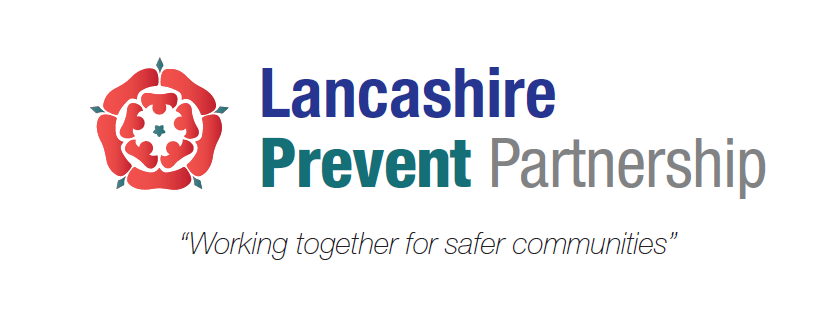 Lancashire
Prevent Partnership
“Working together for safer communities”